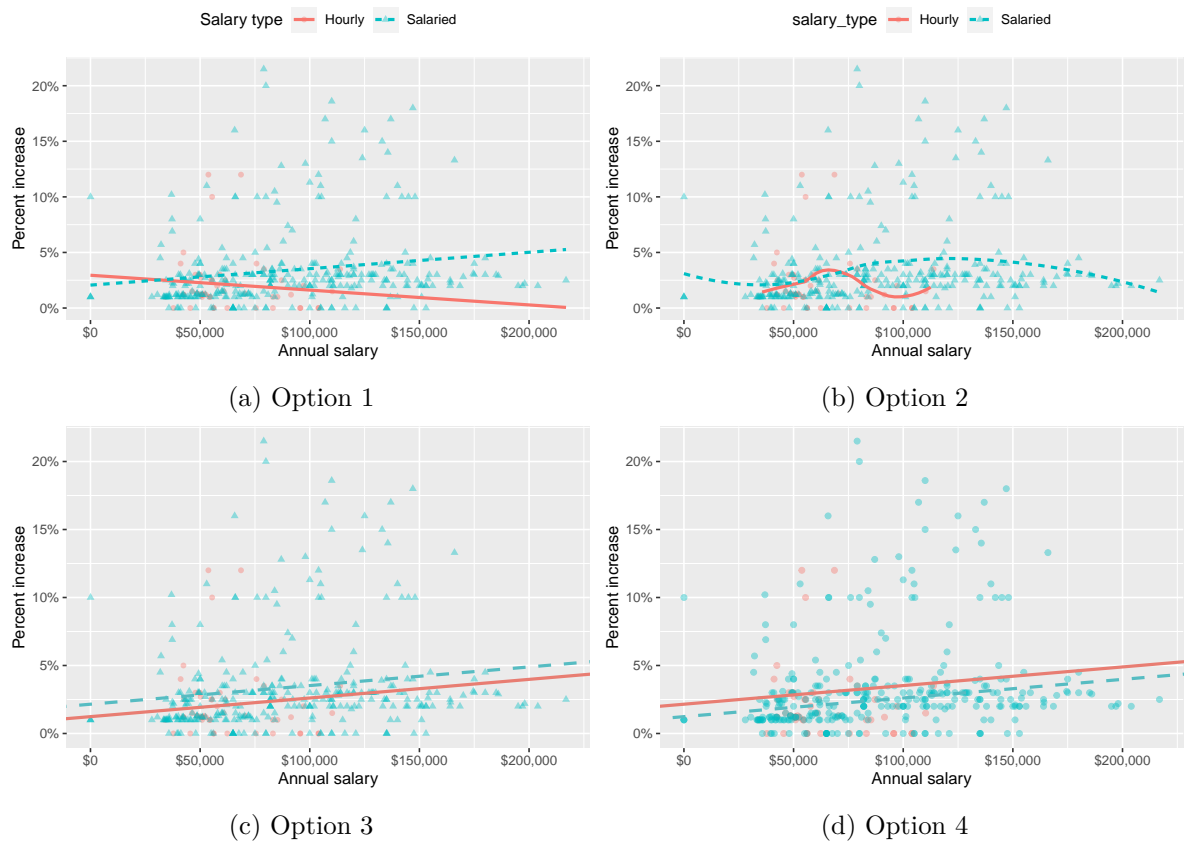 Salary type Hourly Salaried
Percent increase
20%
15%
10%
5%
0%
$0 $50,000 $100,000 $150,000 $200,000
Annual salary
(a) Option 1
salary_type Hourly Salaried
Percent increase
20%
15%
10%
5%
0%
$0 $50,000 $100,000 $150,000 $200,000
Annual salary
(b) Option 2
Percent increase
20%
15%
10%
5%
0%
$0 $50,000 $100,000 $150,000 $200,000
Annual salary
(c) Option 3
Percent increase
20%
15%
10%
5%
0%
$0 $50,000 $100,000 $150,000 $200,000
Annual salary
(d) Option 4